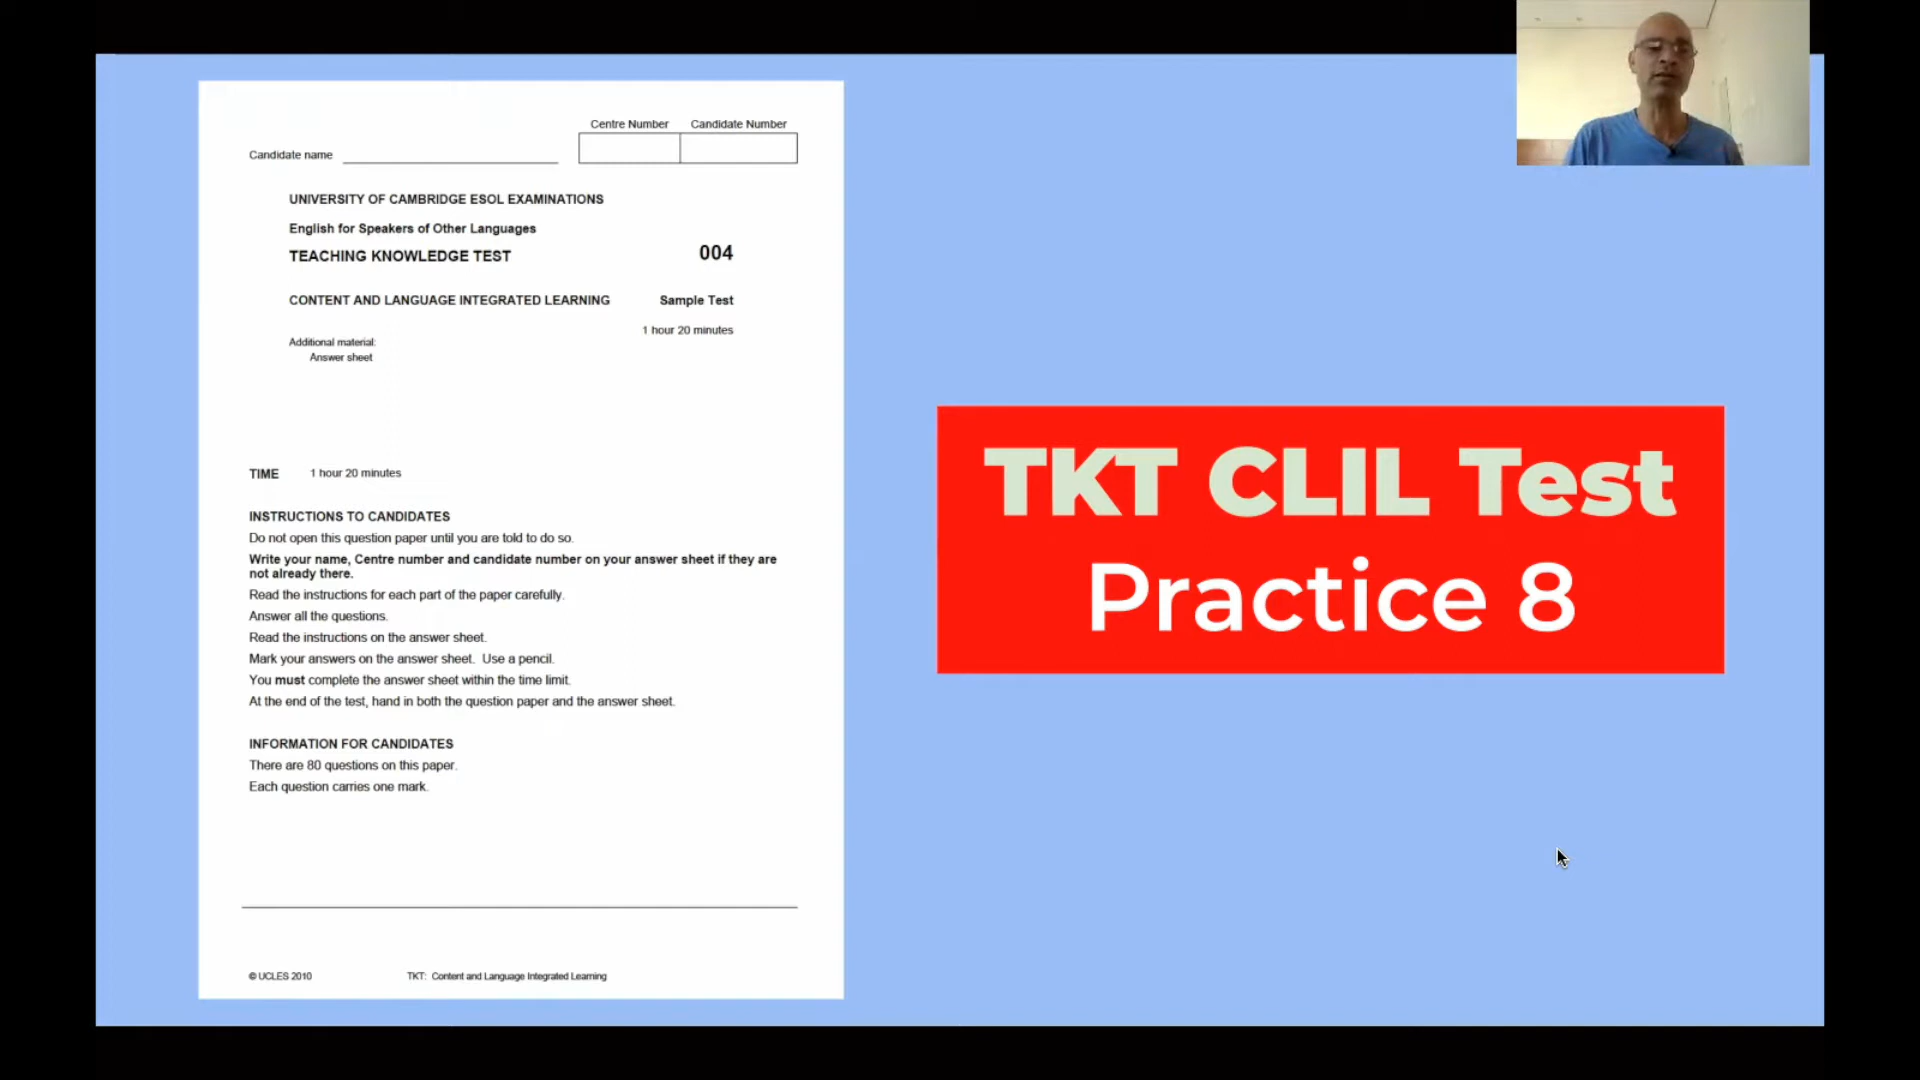 Centre Number Candidate Number
Candidate name
UNIVERSITY OF CAMBRIDGE ESOL EXAMINATIONS
English for Speakers of Other Languages
TEACHING KNOWLEDGE TEST 004
CONTENT AND LANGUAGE INTEGRATED LEARNING Sample Test
1 hour 20 minutes
Additional material:
Answer sheet
TIME 1 hour 20 minutes
INSTRUCTIONS TO CANDIDATES
Do not open this question paper until you are told to do so.
Write your name, Centre number and candidate number on your answer sheet if they are
not already there.
Read the instructions for each part of the paper carefully.
Answer all the questions.
Read the instructions on the answer sheet.
Mark your answers on the answer sheet. Use a pencil.
You must complete the answer sheet within the time limit.
At the end of the test, hand in both the question paper and the answer sheet.
INFORMATION FOR CANDIDATES
There are 80 questions on this paper.
Each question carries one mark.
© UCLES 2010 TKT: Content and Language Integrated Learning
TKT CLIL Test
Practice 8